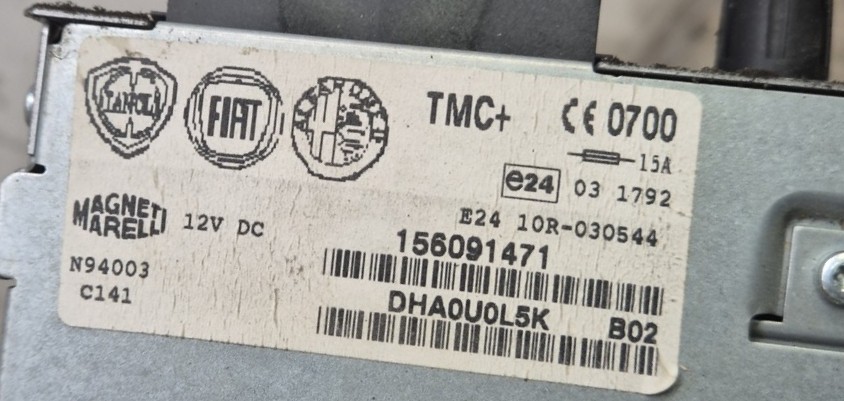 LANCIA
FIAT
TMC+
CE 0700
15A
e24 03 1792
E24 10R-030544
MAGNETI
MARELLI
12V DC
156091471
N94003
C141
DHA0U0L5K B02